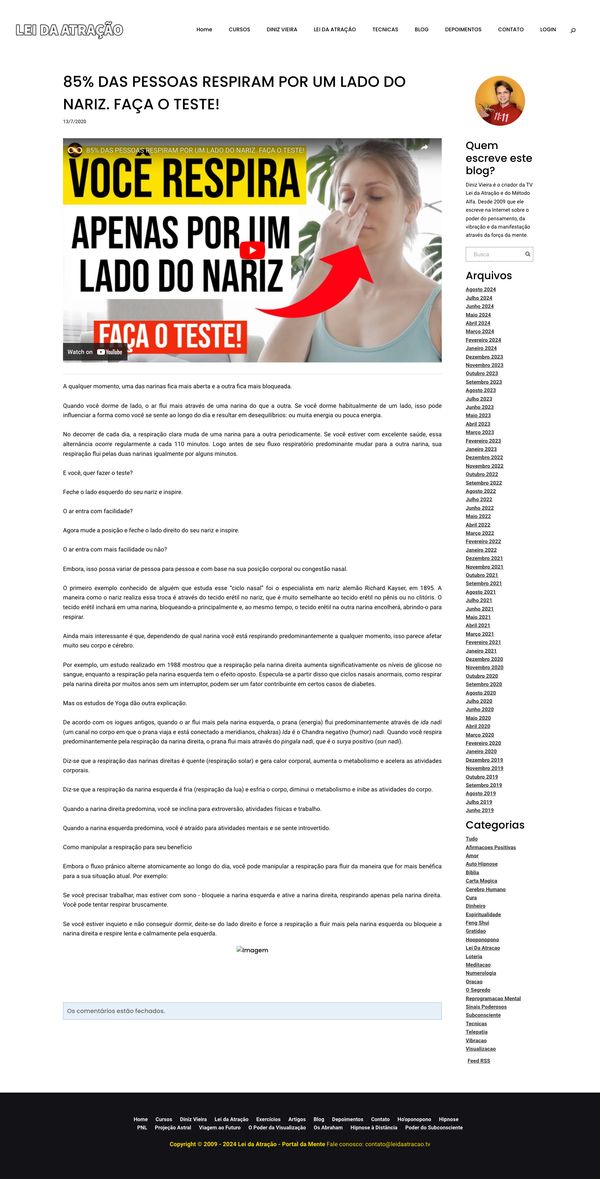 LEI DA ATRAÇÃO
Home CURSOS DINIZ VIEIRA LEI DA ATRAÇÃO TECNICAS BLOG DEPOIMENTOS CONTATO LOGIN
85% DAS PESSOAS RESPIRAM POR UM LADO DO
NARIZ. FAÇA O TESTE!
13/7/2020
85% DAS PESSOAS RESPIRAM POR UM LADO DO NARIZ. FAÇA O TESTE!
VOCÊ RESPIRA
APENAS POR UM
LADO DO NARIZ
FAÇA O TESTE!
Watch on YouTube
A qualquer momento, uma das narinas fica mais aberta e a outra fica mais bloqueada.
Quando você dorme de lado, o ar flui mais através de uma narina do que a outra. Se você dorme habitualmente de um lado, isso pode
influenciar a forma como você se sente ao longo do dia e resultar em desequilíbrios: ou muita energia ou pouca energia.
No decorrer de cada dia, a respiração clara muda de uma narina para a outra periodicamente. Se você estiver com excelente saúde, essa
alternância ocorre regularmente a cada 110 minutos. Logo antes de seu fluxo respiratório predominante mudar para a outra narina, sua
respiração flui pelas duas narinas igualmente por alguns minutos.
E você, quer fazer o teste?
Feche o lado esquerdo do seu nariz e inspire.
O ar entra com facilidade?
Agora mude a posição e feche o lado direito do seu nariz e inspire.
O ar entra com mais facilidade ou não?
Embora, isso possa variar de pessoa para pessoa e com base na sua posição corporal ou congestão nasal.
O primeiro exemplo conhecido de alguém que estuda esse "ciclo nasal" foi o especialista em nariz alemão Richard Kayser, em 1895. A
maneira como o nariz realiza essa troca é através do tecido erétil no nariz, que é muito semelhante ao tecido erétil no pênis ou no clitóris. O
tecido erétil inchará em uma narina, bloqueando-a principalmente e, ao mesmo tempo, o tecido erétil na outra narina encolherá, abrindo-o para
respirar.
Ainda mais interessante é que, dependendo de qual narina você está respirando predominantemente a qualquer momento, isso parece afetar
muito seu corpo e cérebro.
Por exemplo, um estudo realizado em 1988 mostrou que a respiração pela narina direita aumenta significativamente os níveis de glicose no
sangue, enquanto a respiração pela narina esquerda tem o efeito oposto. Especula-se a partir disso que ciclos nasais anormais, como respirar
pela narina direita por muitos anos sem um interruptor, podem ser um fator contribuinte em certos casos de diabetes.
Mas os estudos de Yoga dão outra explicação.
De acordo com os iogues antigos, quando o ar flui mais pela narina esquerda, o prana (energia) flui predominantemente através de ida nadi
(um canal no corpo em que o prana viaja e está conectado a meridianos, chakras) Ida é o Chandra negativo (humor) nadi. Quando você respira
predominantemente pela respiração da narina direita, o prana flui mais através do pingala nadi, que é o surya positivo (sun nadi).
Diz-se que a respiração das narinas direitas é quente (respiração solar) e gera calor corporal, aumenta o metabolismo e acelera as atividades
corporais.
Diz-se que a respiração da narina esquerda é fria (respiração da lua) e esfria o corpo, diminui o metabolismo e inibe as atividades do corpo.
Quando a narina direita predomina, você se inclina para extroversão, atividades físicas e trabalho.
Quando a narina esquerda predomina, você é atraído para atividades mentais e se sente introvertido.
Como manipular a respiração para seu benefício
Embora o fluxo prânico alterne atomicamente ao longo do dia, você pode manipular a respiração para fluir da maneira que for mais benéfica
para a sua situação atual. Por exemplo:
Se você precisar trabalhar, mas estiver com sono - bloqueie a narina esquerda e ative a narina direita, respirando apenas pela narina direita.
Você pode tentar respirar bruscamente.
Se você estiver inquieto e não conseguir dormir, deite-se do lado direito e force a respiração a fluir mais pela narina esquerda ou bloqueie a
narina direita e respire lenta e calmamente pela esquerda.
Imagem
Os comentários estão fechados.
11:11
Quem
escreve este
blog?
Diniz Vieira é o criador da TV
Lei da Atração e do Método
Alfa. Desde 2009 que ele
escreve na Internet sobre o
poder do pensamento, da
vibração e da manifestação
através da força da mente.
Busca
Arquivos
Agosto 2024
Julho 2024
Junho 2024
Maio 2024
Abril 2024
Março 2024
Fevereiro 2024
Janeiro 2024
Dezembro 2023
Novembro 2023
Outubro 2023
Setembro 2023
Agosto 2023
Julho 2023
Junho 2023
Maio 2023
Abril 2023
Março 2023
Fevereiro 2023
Janeiro 2023
Dezembro 2022
Novembro 2022
Outubro 2022
Setembro 2022
Agosto 2022
Julho 2022
Junho 2022
Maio 2022
Abril 2022
Março 2022
Fevereiro 2022
Janeiro 2022
Dezembro 2021
Novembro 2021
Outubro 2021
Setembro 2021
Agosto 2021
Julho 2021
Junho 2021
Maio 2021
Abril 2021
Março 2021
Fevereiro 2021
Janeiro 2021
Dezembro 2020
Novembro 2020
Outubro 2020
Setembro 2020
Agosto 2020
Julho 2020
Junho 2020
Maio 2020
Abril 2020
Março 2020
Fevereiro 2020
Janeiro 2020
Dezembro 2019
Novembro 2019
Outubro 2019
Setembro 2019
Agosto 2019
Julho 2019
Junho 2019
Categorias
Tudo
Afirmacoes Positivas
Amor
Auto Hipnose
Biblia
Carta Magica
Cerebro Humano
Cura
Dinheiro
Espiritualidade
Feng Shui
Gratidao
Hooponopono
Lei Da Atracao
Loteria
Meditacao
Numerologia
Oracao
O Segredo
Reprogramacao Mental
Sinais Poderosos
Subconsciente
Tecnicas
Telepatia
Vibracao
Visualizacao
Feed RSS
Home Cursos Diniz Vieira Lei da Atração Exercícios Artigos Blog Depoimentos Contato Ho'oponopono Hipnose
PNL Projeção Astral Viagem ao Futuro O Poder da Visualização Os Abraham Hipnose à Distância Poder do Subconsciente
Copyright © 2009 - 2024 Lei da Atração - Portal da Mente Fale conosco: contato@leidaatracao.tv